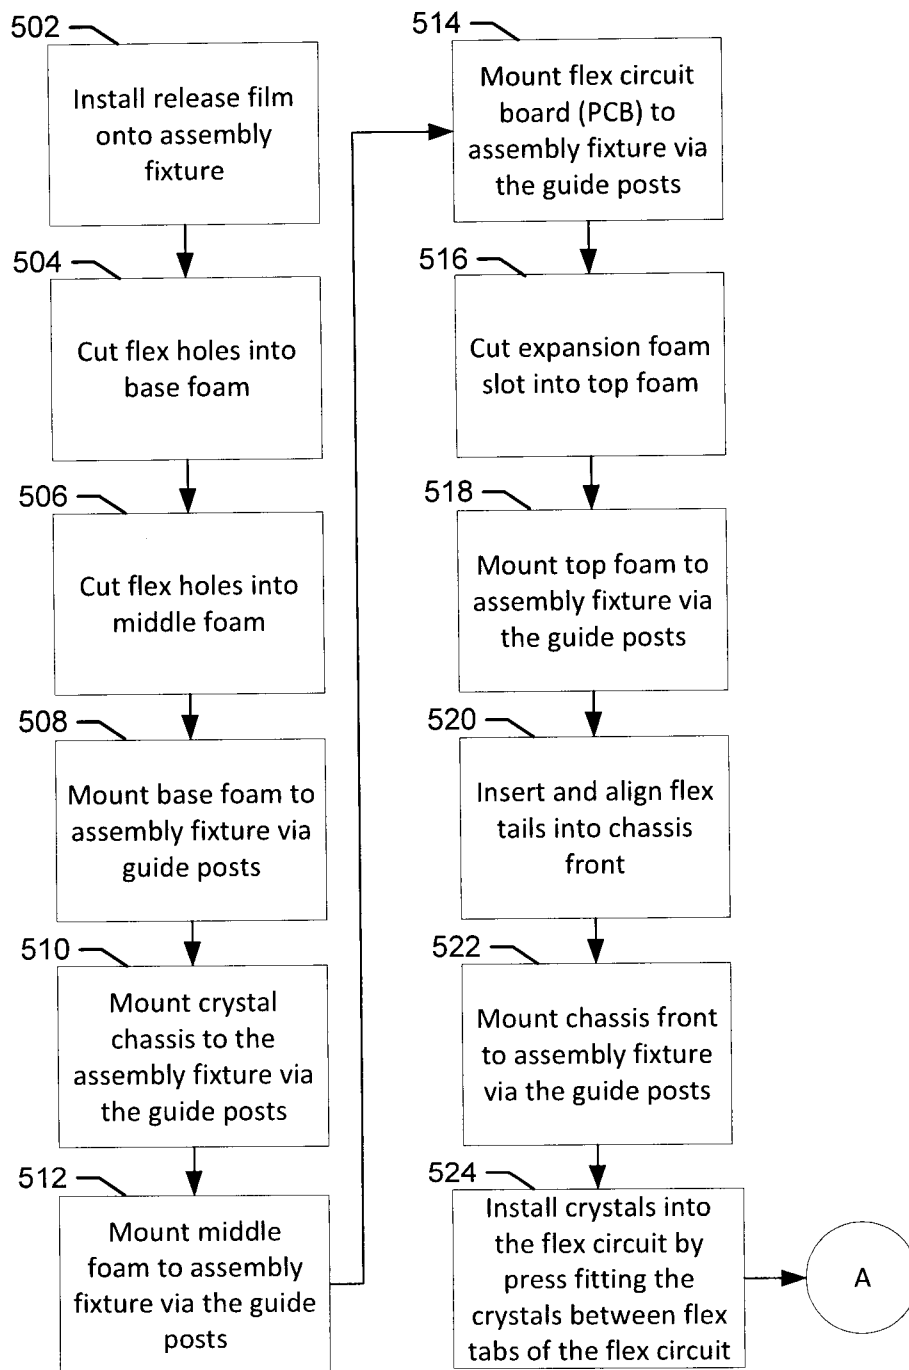 502
Install release film
onto assembly
fixture
504
Cut flex holes into
base foam
506
Cut flex holes into
middle foam
508
Mount base foam to
assembly fixture via
guide posts
510
Mount crystal
chassis to the
assembly fixture via
the guide posts
512
Mount middle
foam to assembly
fixture via the guide
posts
514
Mount flex circuit
board (PCB) to
assembly fixture via
the guide posts
516
Cut expansion foam
slot into top foam
518
Mount top foam to
assembly fixture via
the guide posts
520
Insert and align flex
tails into chassis
front
522
Mount chassis front
to assembly fixture
via the guide posts
524
Install crystals into
the flex circuit by
press fitting the
crystals between flex
tabs of the flex circuit
A